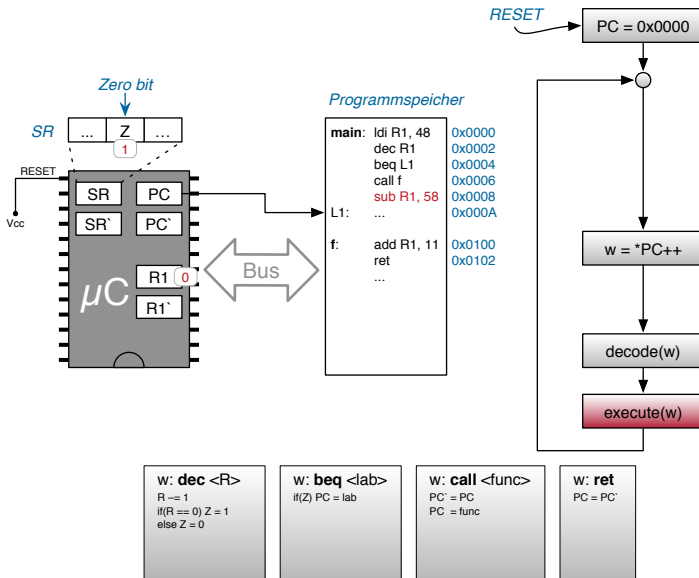 RESET
PC = 0x0000
Zero bit
Programmspeicher
SR
... Z ...
1
main: ldi R1, 48 0x0000
dec R1 0x0002
beq L1 0x0004
call f 0x0006
sub R1, 58 0x0008
L1: ... 0x000A
f: add R1, 11 0x0100
ret 0x0102
...
RESET
Vcc
SR PC
SR` PC`
R1 0
R1`
µC
Bus
w = *PC++
decode(w)
execute(w)
w: dec <R>
R –= 1
if(R == 0) Z = 1
else Z = 0
w: beq <lab>
if(Z) PC = lab
w: call <func>
PC` = PC
PC = func
w: ret
PC = PC`